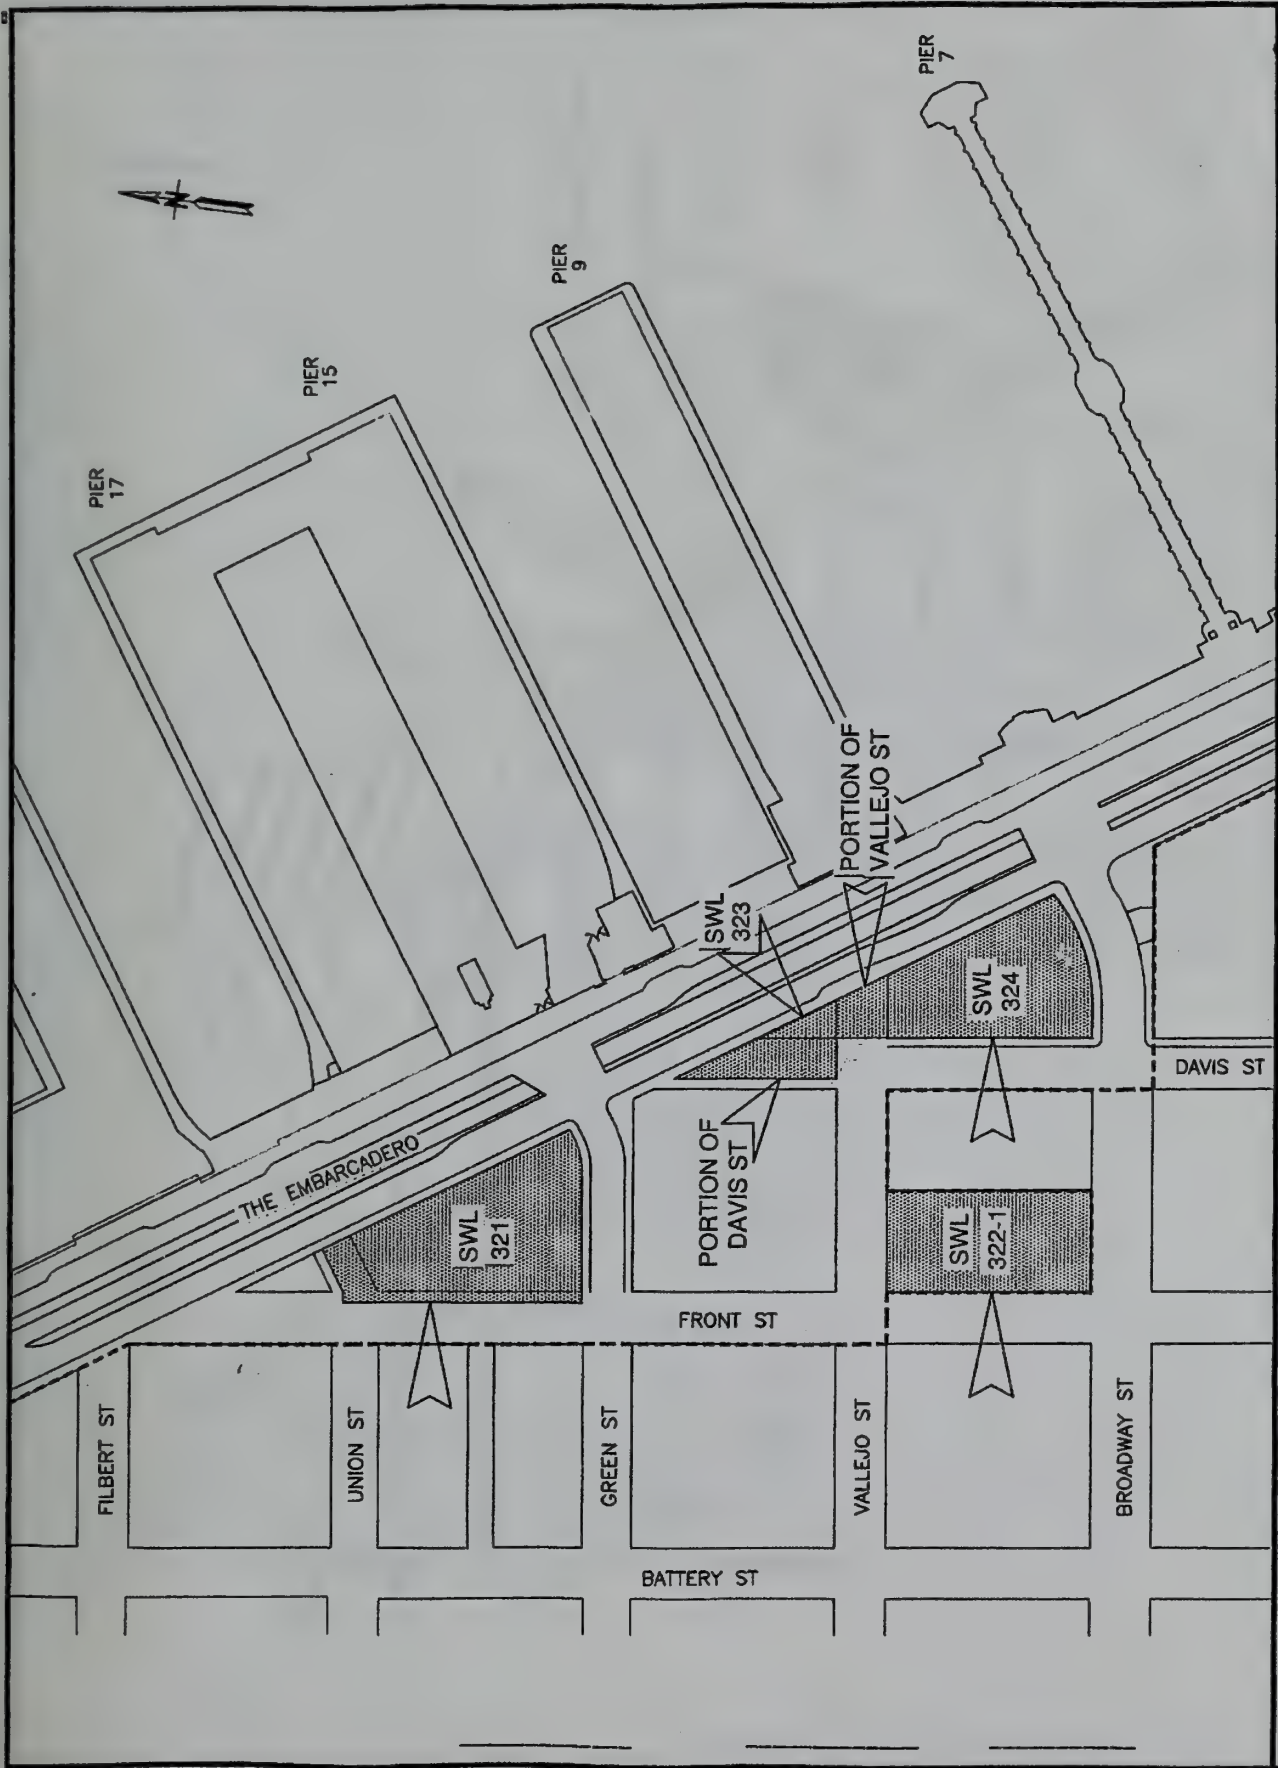 PIER
7
N
PIER
9
PIER
15
PIER
17
PORTION OF
VALLEJO ST
SWL
323
SWL
324
DAVIS ST
PORTION OF
DAVIS ST
THE EMBARCADERO
SWL
321
SWL
322-1
FRONT ST
FILBERT ST
UNION ST
GREEN ST
VALLEJO ST
BROADWAY ST
BATTERY ST